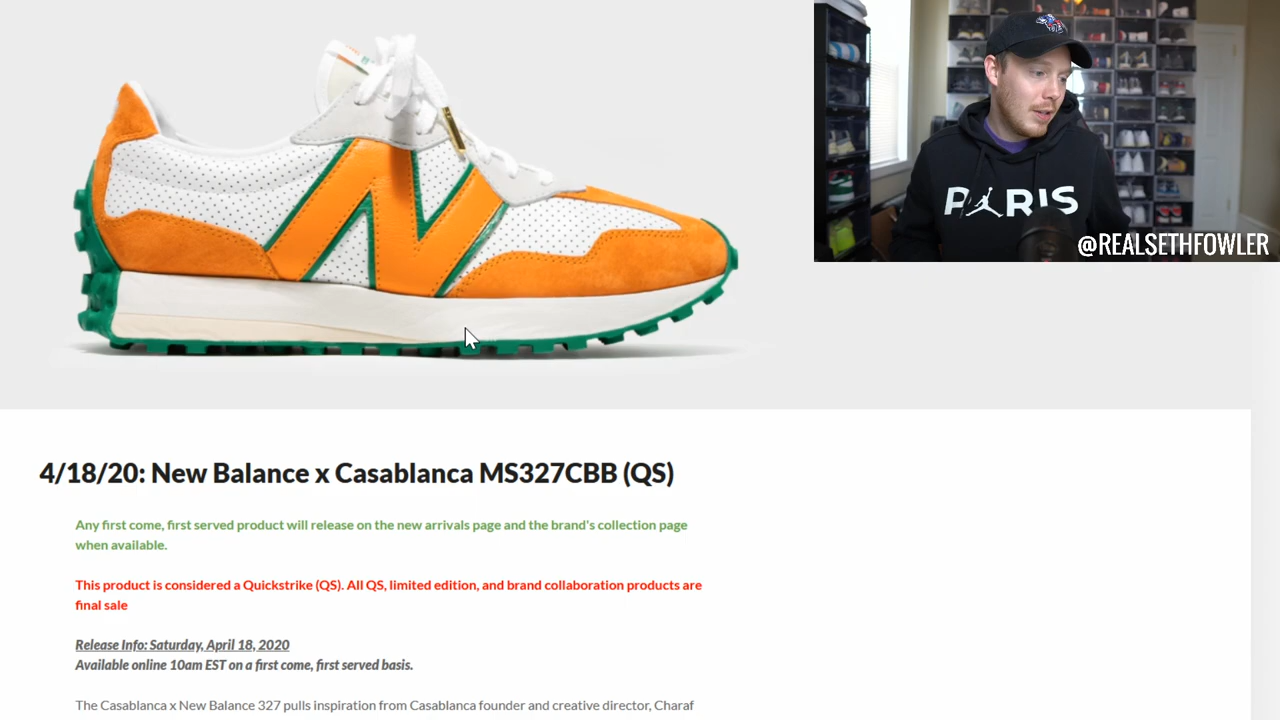 PARIS
@REALSETHFOWLER
4/18/20: New Balance x Casablanca MS327CBB (QS)
Any first come, first served product will release on the new arrivals page and the brand's collection page
when available.
This product is considered a Quickstrike (QS). All QS, limited edition, and brand collaboration products are
final sale
Release Info: Saturday, April 18, 2020
Available online 10am EST on a first come, first served basis.
The Casablanca x New Balance 327 pulls inspiration from Casablanca founder and creative director, Charaf